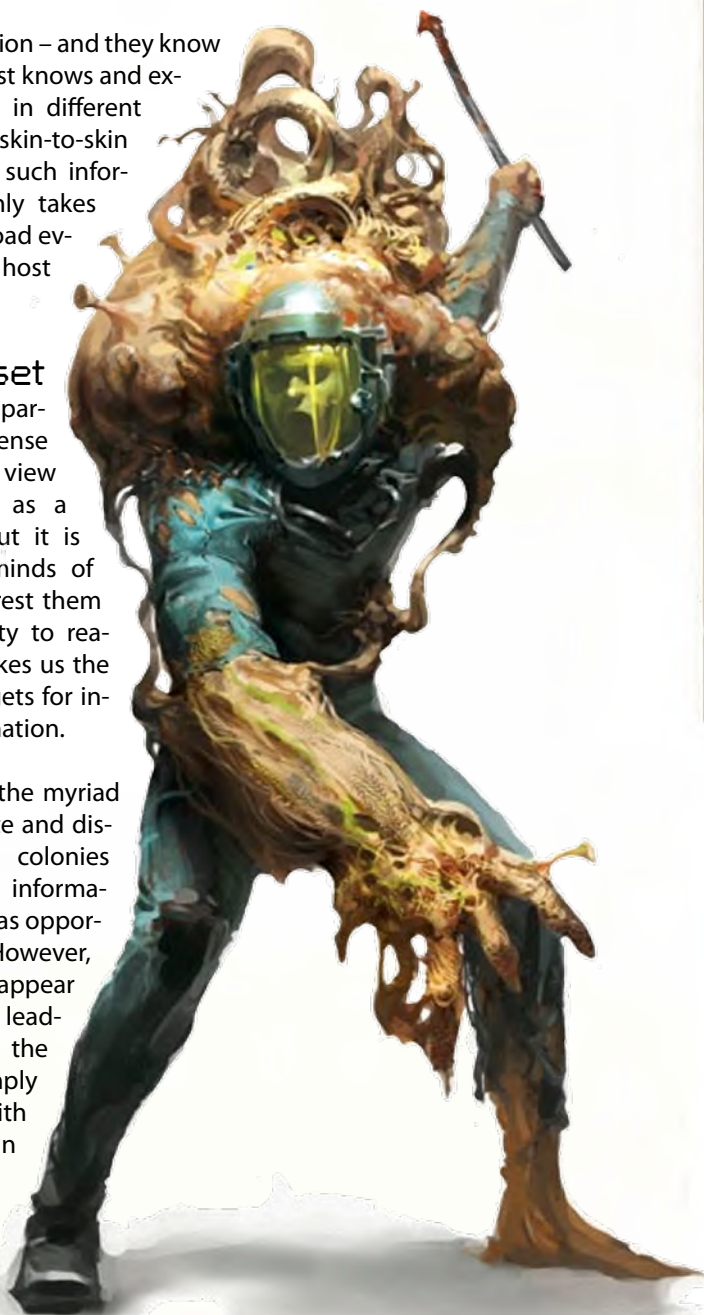 ion – and they know
st knows and ex-
in different
skin-to-skin
such infor-
nly takes
oad ev-
host
set
par-
ense
view
as a
ut it is
minds of
rest them
ty to rea-
kes us the
gets for in-
mation.
the myriad
te and dis-
colonies
informa-
as oppor-
However,
appear
lead-
the
mply
ith
n